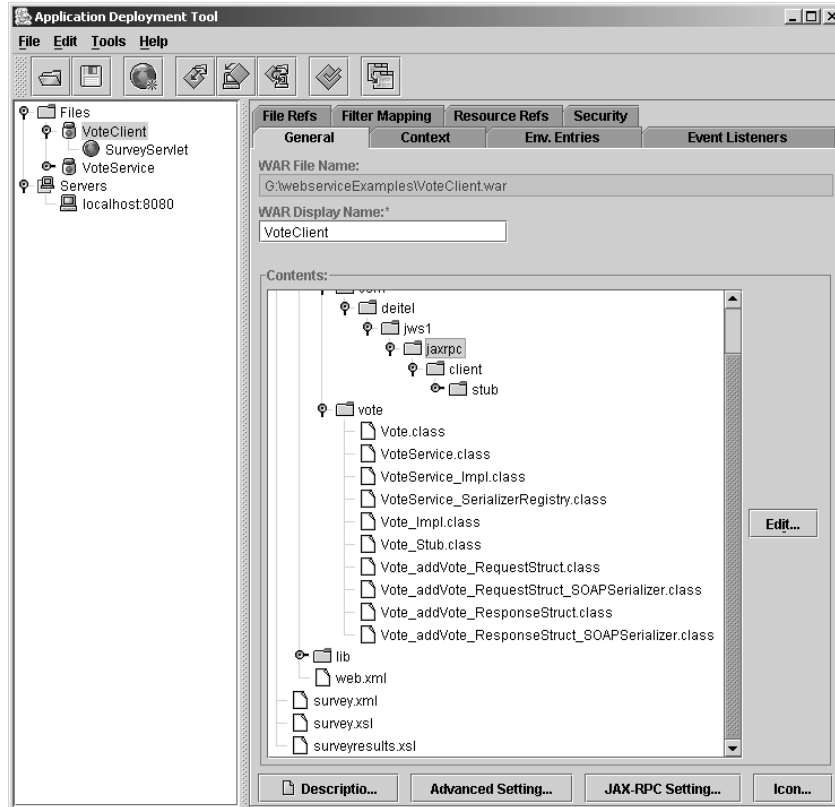 Application Deployment Tool
File Edit Tools Help
Files
VoteClient
SurveyServlet
VoteService
Servers
localhost:8080
File Refs Filter Mapping Resource Refs Security
General Context Env. Entries Event Listeners
WAR File Name:
G:\webserviceExamples\VoteClient.war
WAR Display Name:*
VoteClient
Contents:
deitel
jws1
jaxrpc
client
stub
vote
Vote.class
VoteService.class
VoteService_Impl.class
VoteService_SerializerRegistry.class
Vote_Impl.class
Vote_Stub.class
Vote_addVote_RequestStruct.class
Vote_addVote_RequestStruct_SOAPSerializer.class
Vote_addVote_ResponseStruct.class
Vote_addVote_ResponseStruct_SOAPSerializer.class
Edit...
lib
web.xml
survey.xml
survey.xsl
surveyresults.xsl
Descriptio... Advanced Setting... JAX-RPC Setting... Icon...